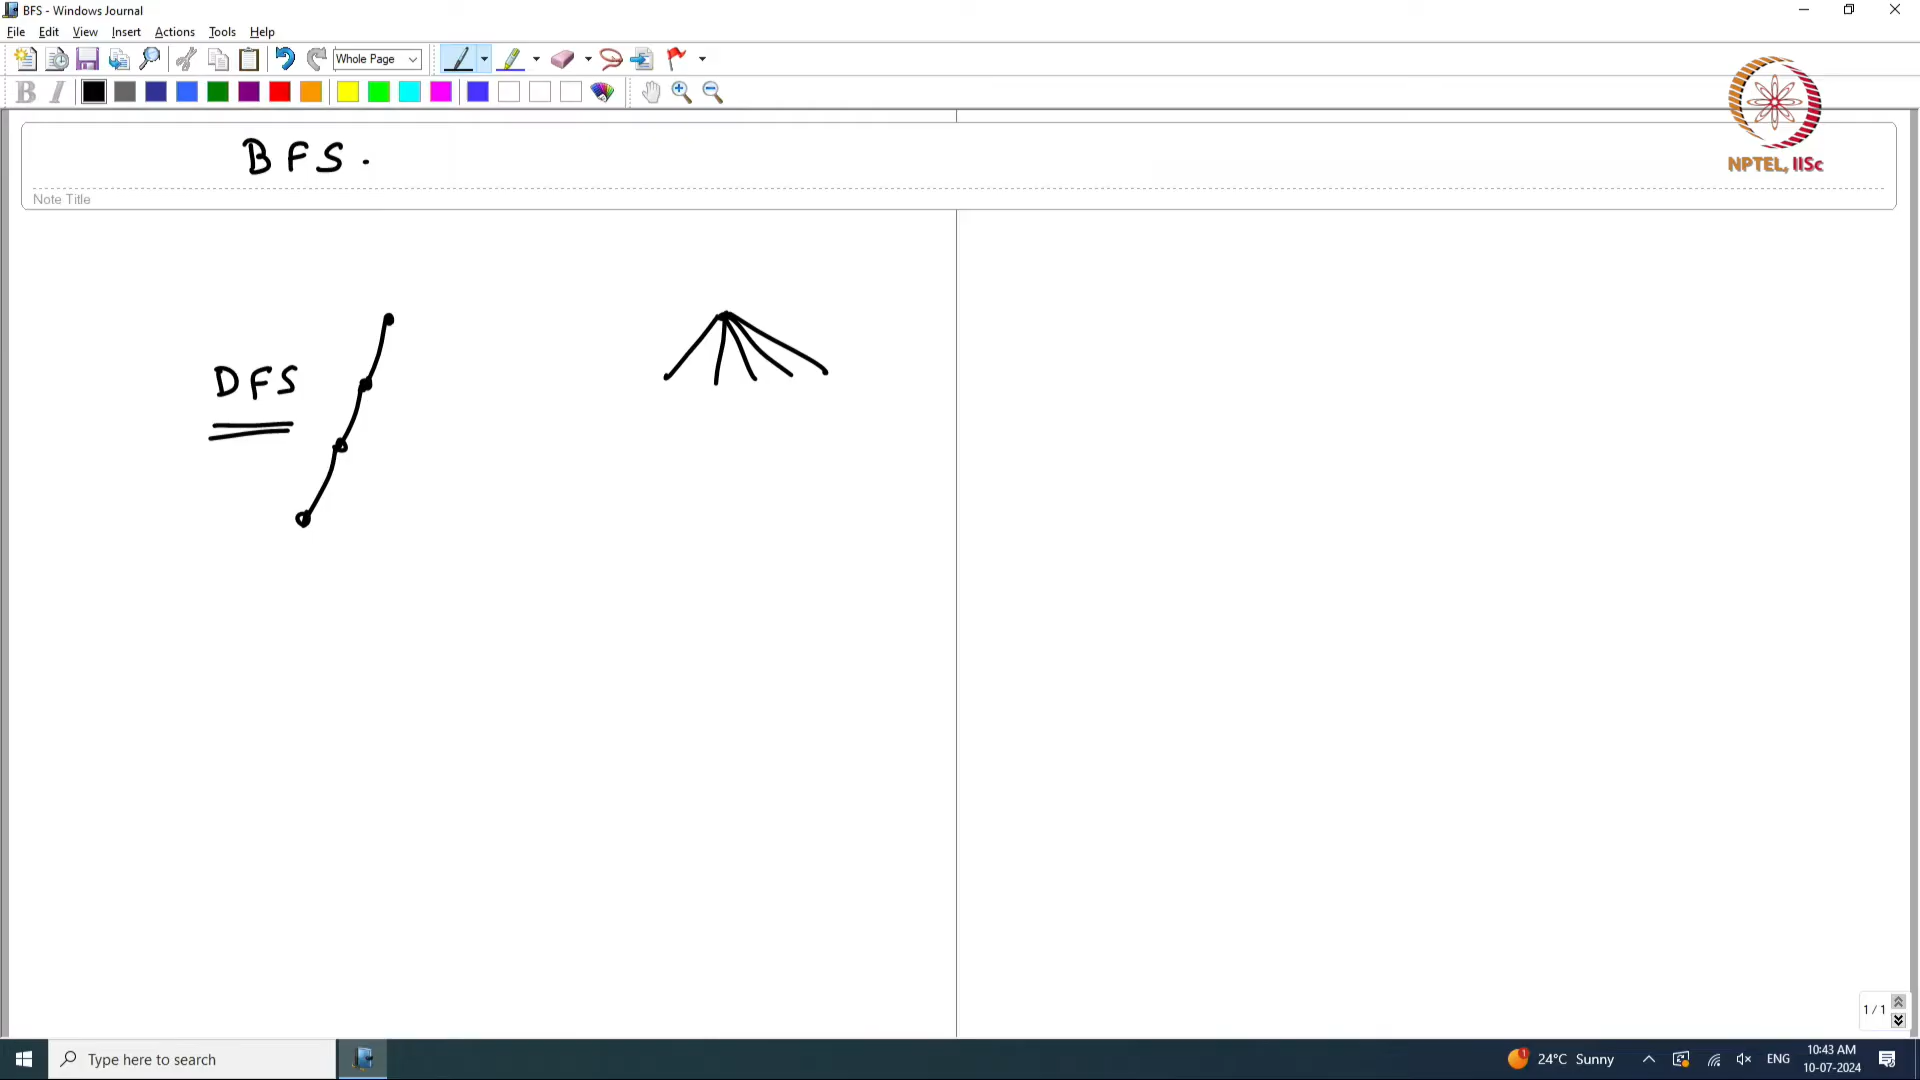 BFS - Windows Journal
File Edit View Insert Actions Tools Help
Whole Page
B I
BFS.
Note Title
NPTEL, IISc
DFS
1 / 1
Type here to search
24°C Sunny
ENG
10:43 AM
10-07-2024